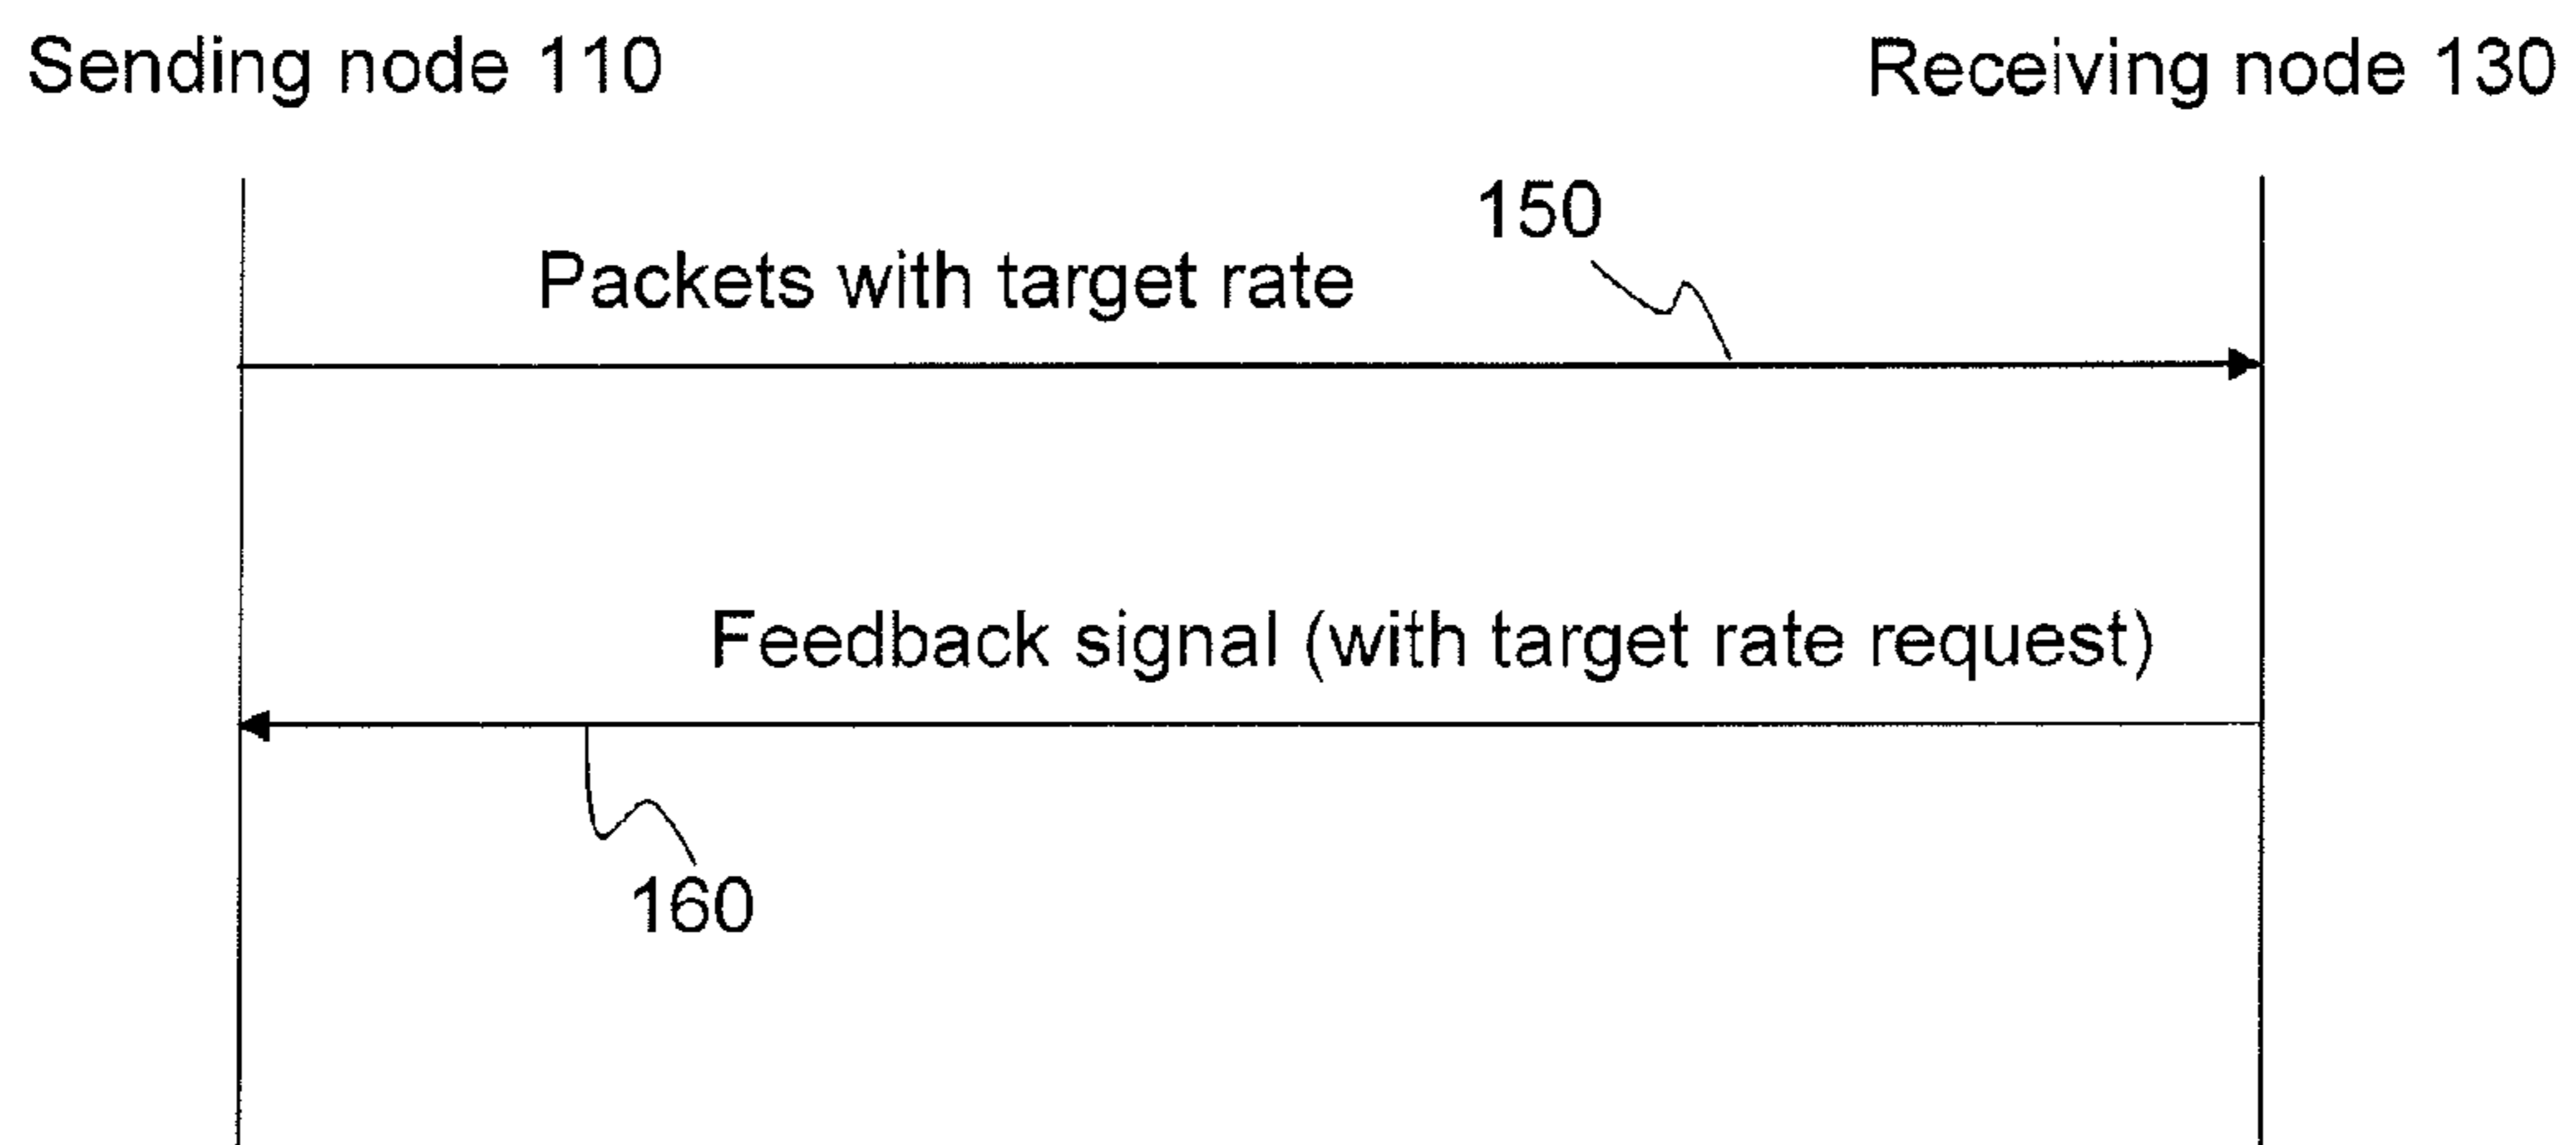 Sending node 110
Receiving node 130
150
Packets with target rate
Feedback signal (with target rate request)
160